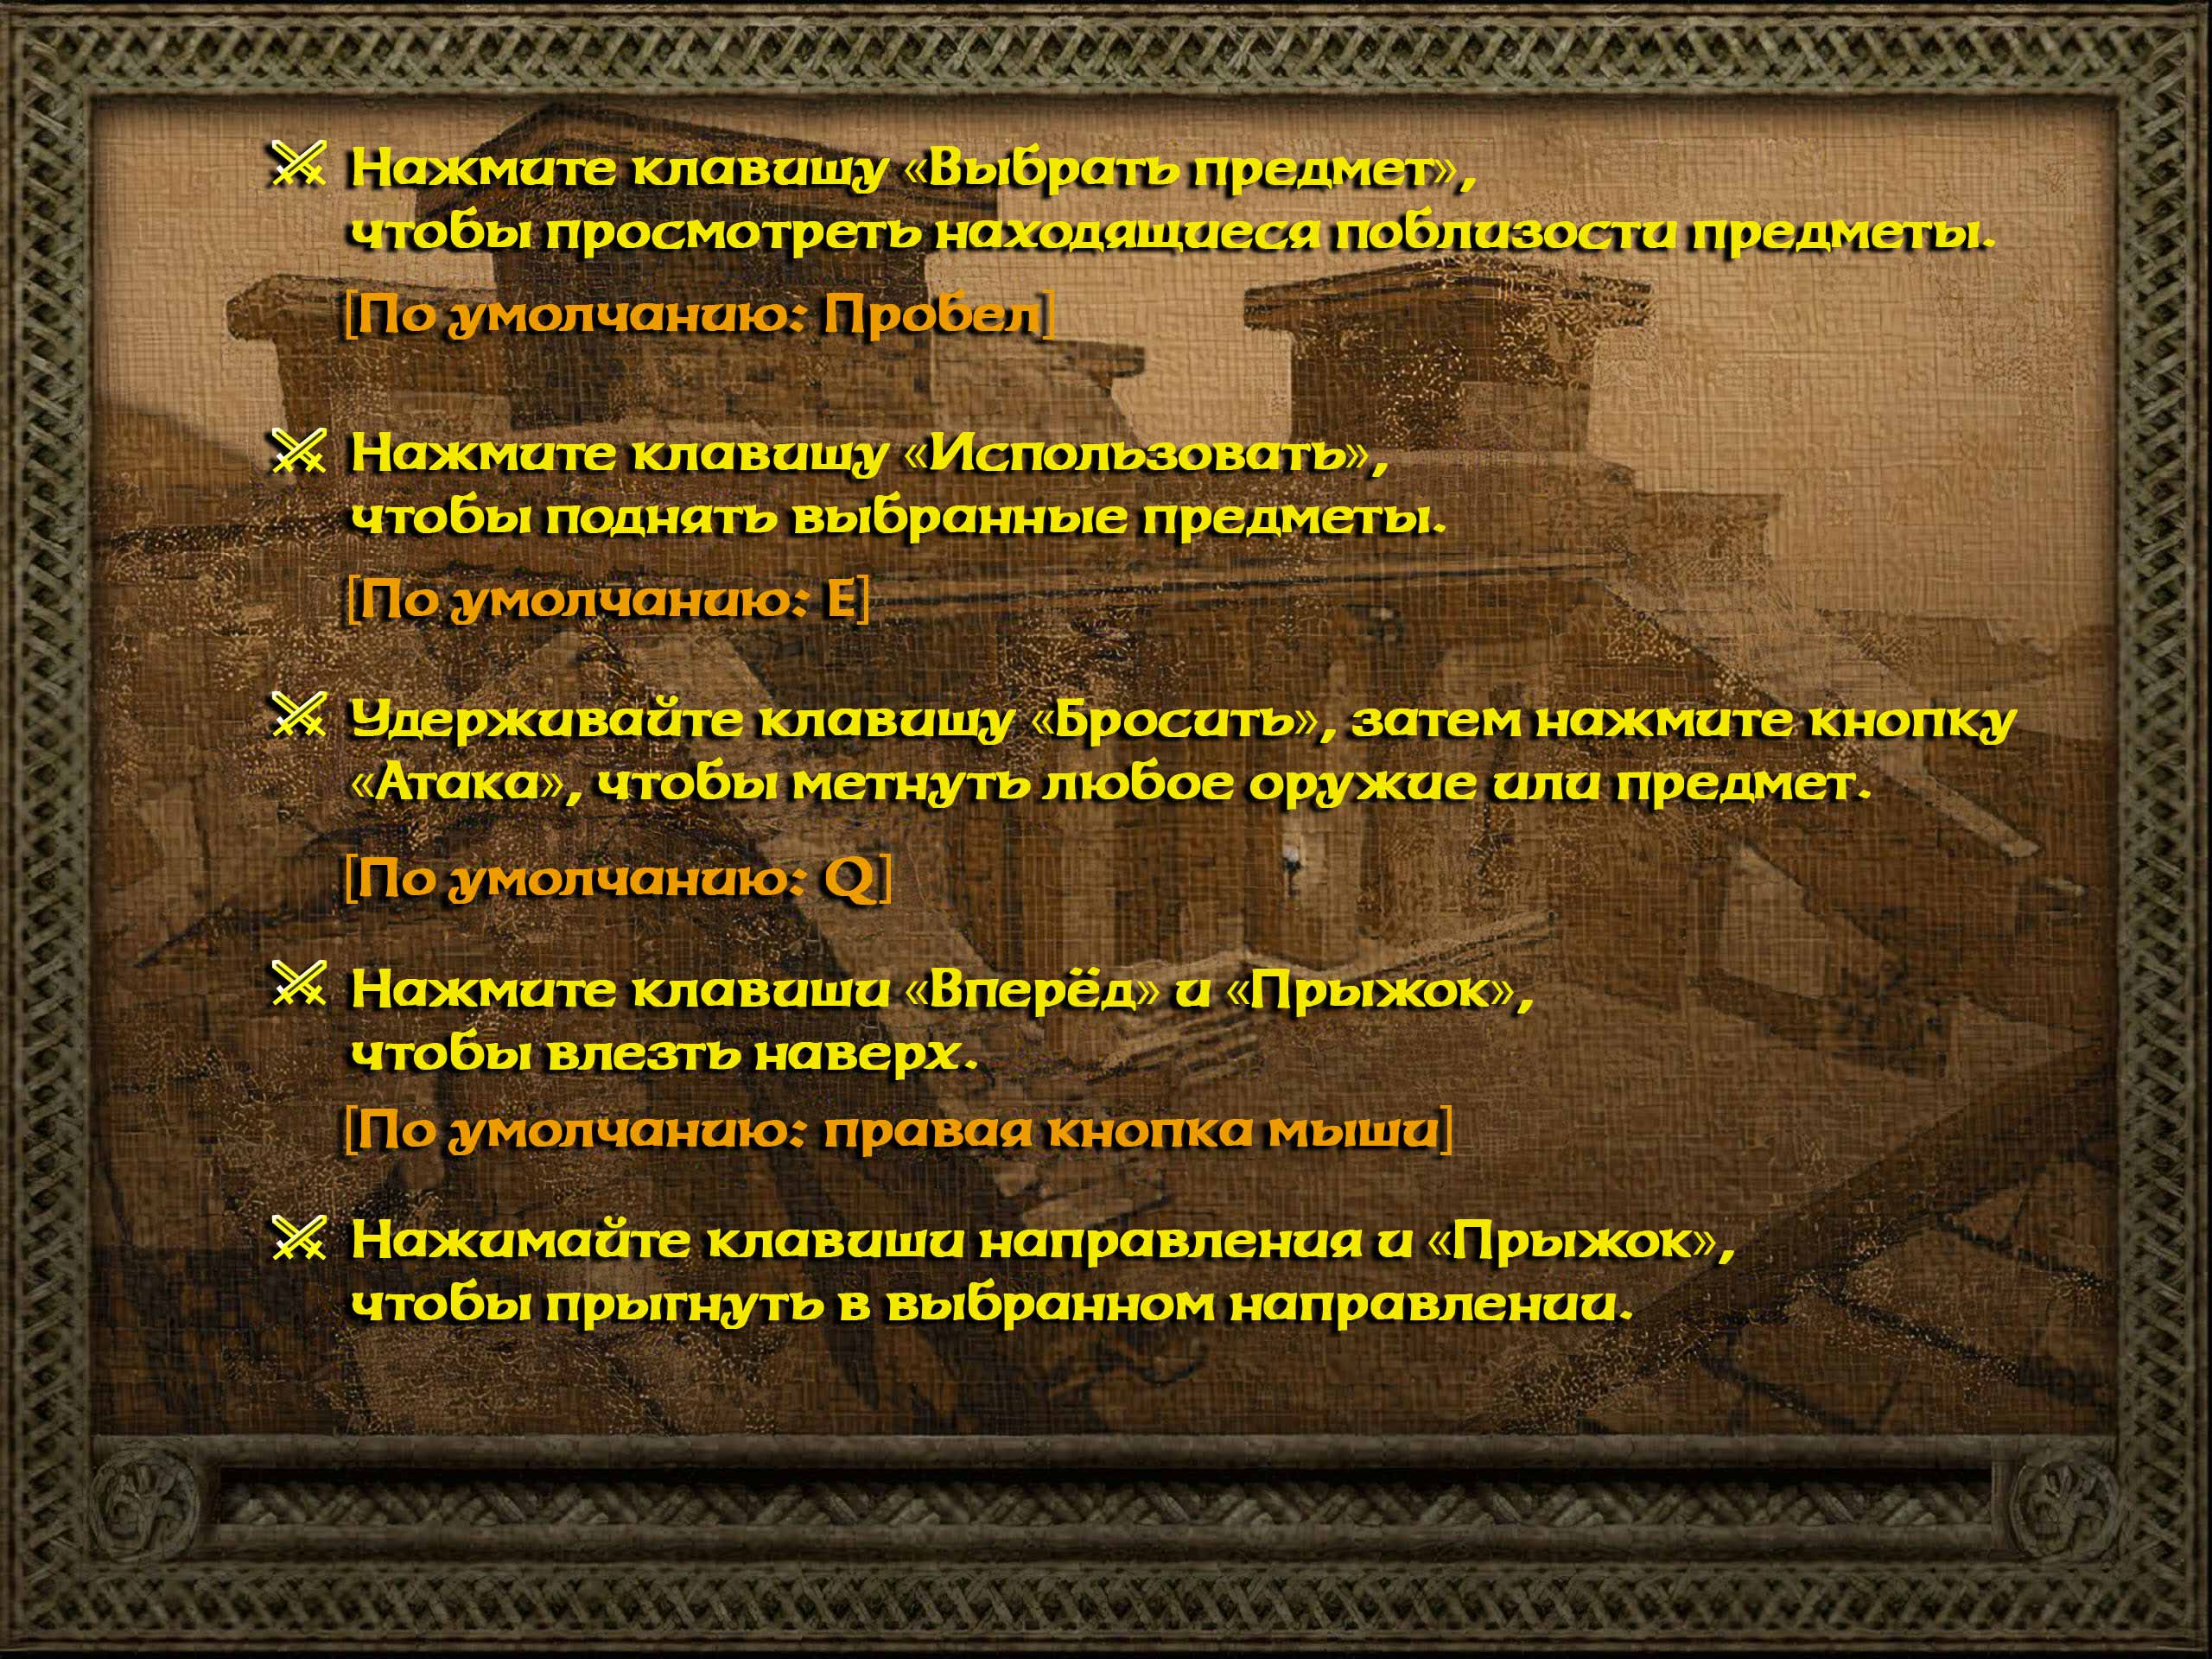 Нажмите клавишу «Выбрать предмет»,
чтобы просмотреть находящиеся поблизости предметы.
[По умолчанию: Пробел]
Нажмите клавишу «Использовать»,
чтобы поднять выбранные предметы.
[По умолчанию: E]
Удерживайте клавишу «Бросить», затем нажмите кнопку
«Атака», чтобы метнуть любое оружие или предмет.
[По умолчанию: Q]
Нажмите клавиши «Вперёд» и «Прыжок»,
чтобы влезть наверх.
[По умолчанию: правая кнопка мыши]
Нажимайте клавиши направления и «Прыжок»,
чтобы прыгнуть в выбранном направлении.